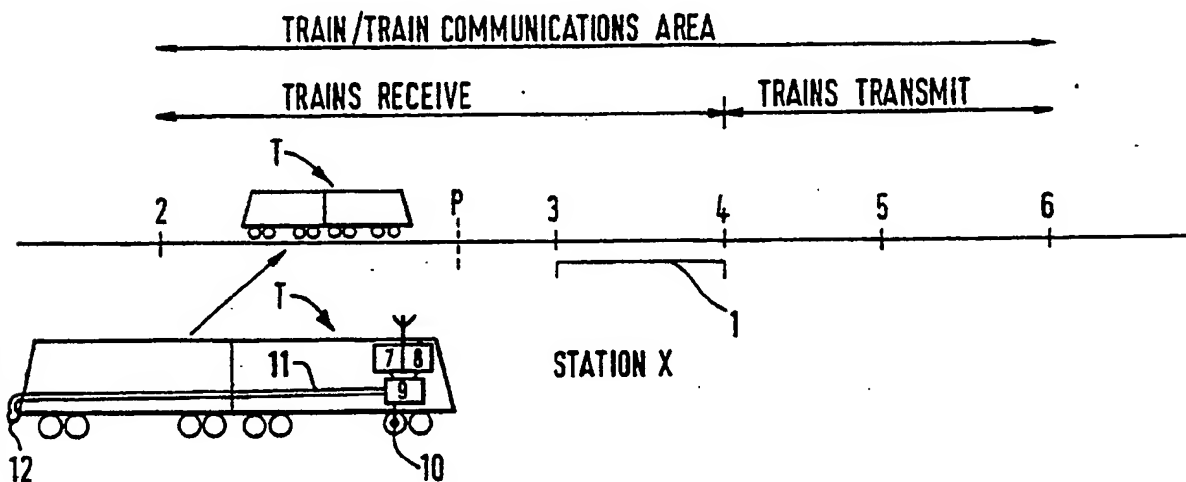 TRAIN/TRAIN COMMUNICATIONS AREA
TRAINS RECEIVE TRAINS TRANSMIT
T
2 P 3 4 5 6
T
1
7 8
11
9
STATION X
12
10